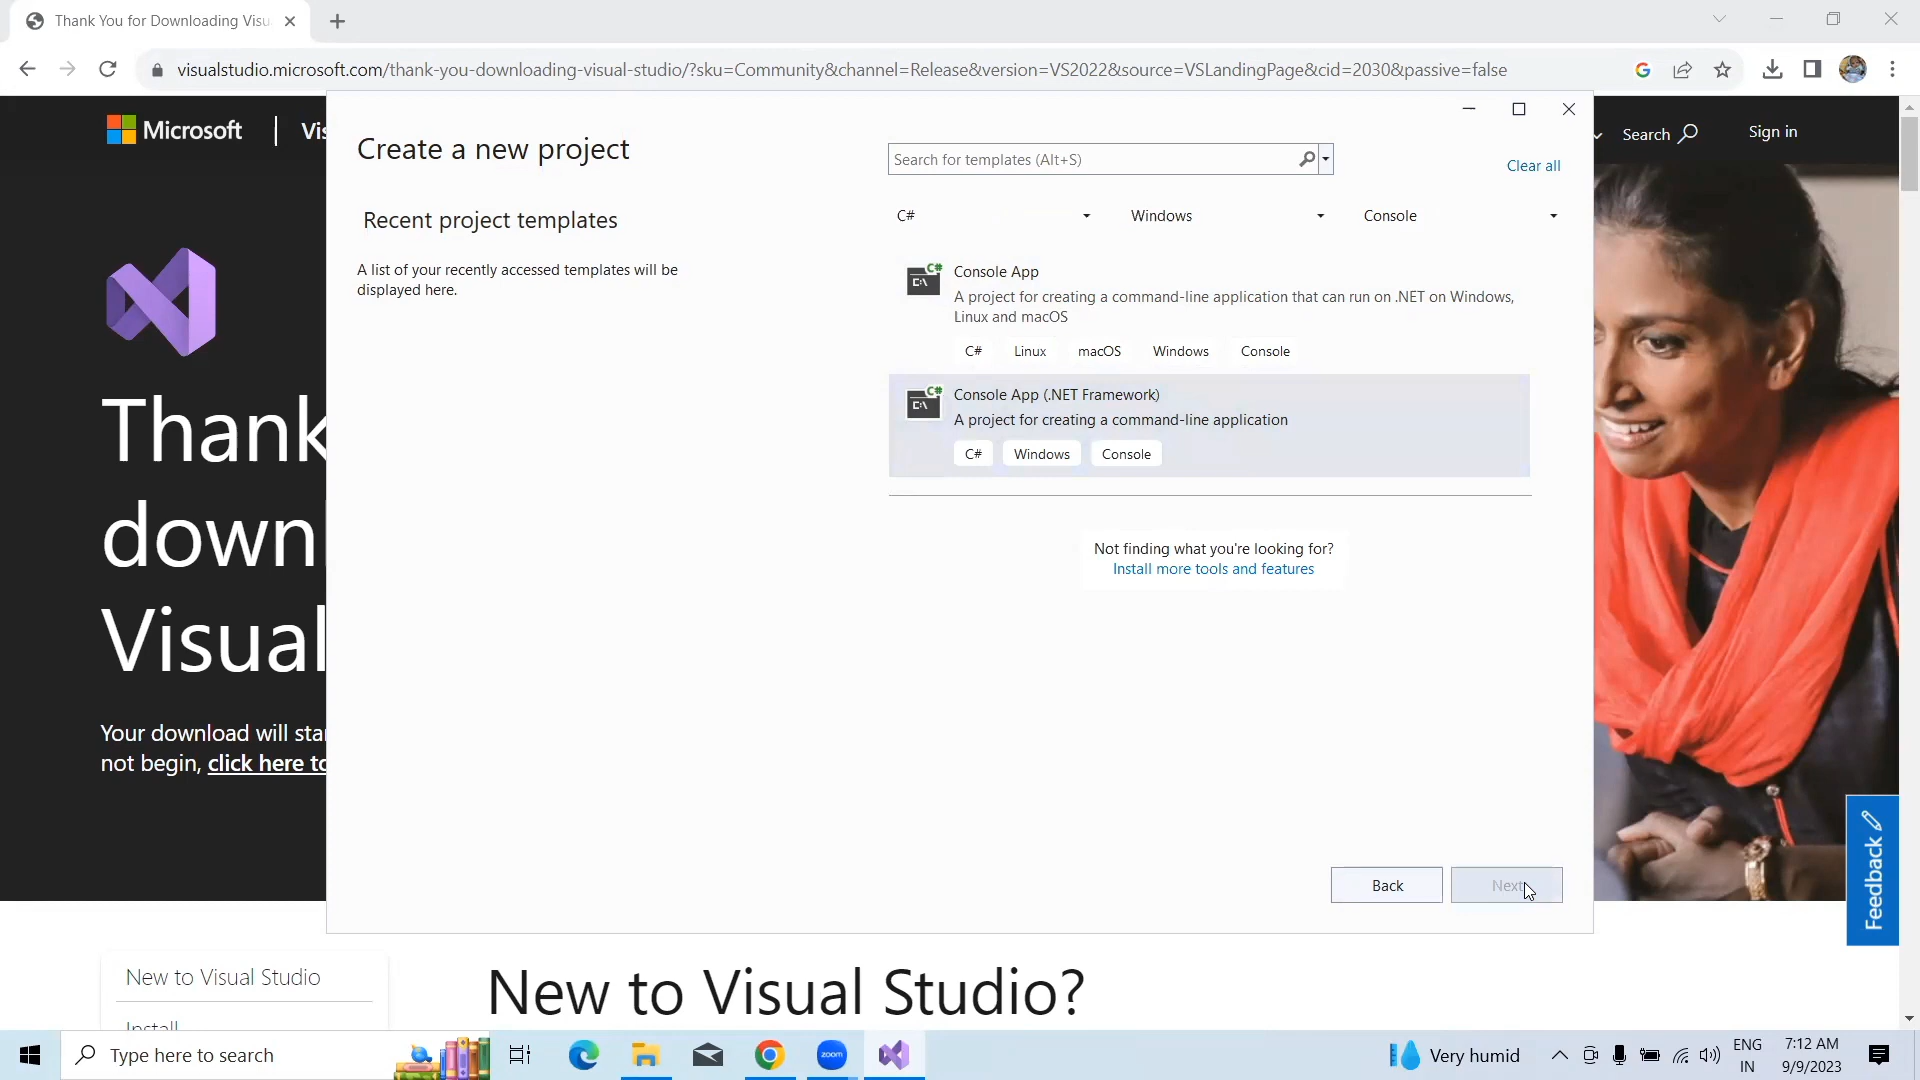 Thank You for Downloading Visu
visualstudio.microsoft.com/thank-you-downloading-visual-studio/?sku=Community&channel=Release&version=VS2022&source=VSLandingPage&cid=2030&passive=false
Microsoft
Vis
Search
Sign in
Create a new project
Search for templates (Alt+S)
Clear all
Recent project templates
C#
Windows
Console
A list of your recently accessed templates will be
displayed here.
C#
C:\
Console App
A project for creating a command-line application that can run on .NET on Windows,
Linux and macOS
C# Linux macOS Windows Console
C#
C:\
Console App (.NET Framework)
A project for creating a command-line application
C# Windows Console
Not finding what you're looking for?
Install more tools and features
Back
Next
Thank
down
Visual
Your download will star
not begin, click here to
Feedback
New to Visual Studio
Install
New to Visual Studio?
Type here to search
zoom
Very humid
ENG
IN
7:12 AM
9/9/2023